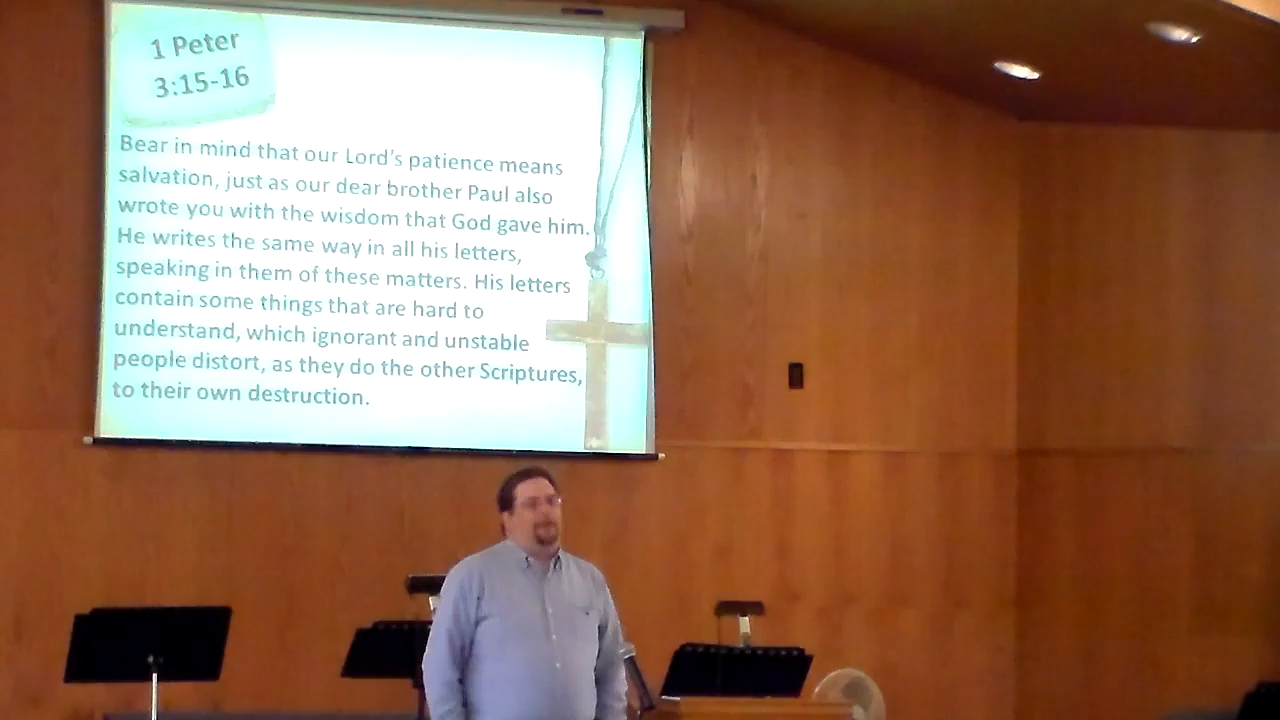 1 Peter
3:15-16
Bear in mind that our Lord's patience means
salvation, just as our dear brother Paul also
wrote you with the wisdom that God gave him.
He writes the same way in all his letters,
speaking in them of these matters. His letters
contain some things that are hard to
understand, which ignorant and unstable
people distort, as they do the other Scriptures,
to their own destruction.